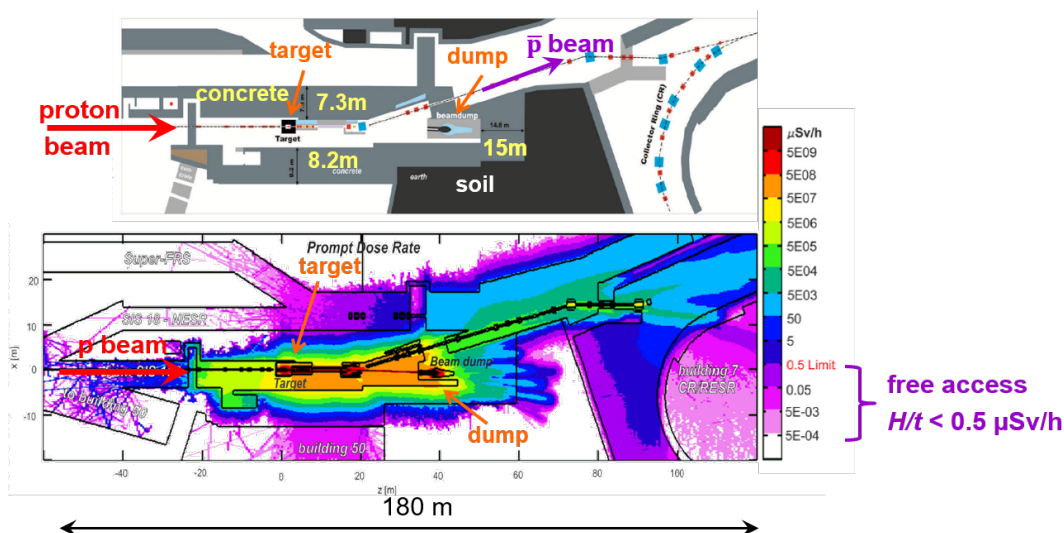 p̅ beam
target
dump
concrete
7.3m
proton
beam
beamdump
Target
14.8 m
15m
8.2m
8.2 m
concrete
earth
soil
Collector Ring (CR)
µSv/h
5E09
5E08
5E07
5E06
5E05
5E04
5E03
50
5
0.5 Limit
0.05
5E-03
5E-04
free access
H/t < 0.5 µSv/h
Prompt Dose Rate
Super-FRS
target
SIS 18 - NESR
p beam
Target
Beam dump
dump
building 50
building 7
CR/RESR
x [m]
20
10
0
-10
-40
-20
0
20
40
60
80
100
z [m]
180 m